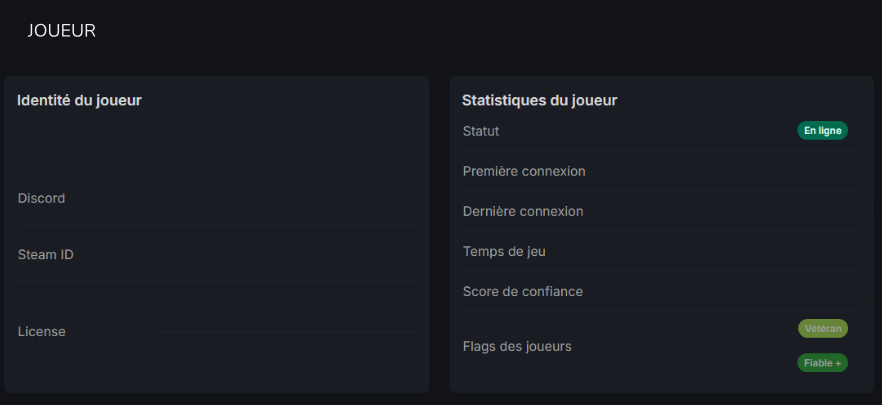 JOUEUR
Identité du joueur
Discord
Steam ID
License
Statistiques du joueur
Statut
En ligne
Première connexion
Dernière connexion
Temps de jeu
Score de confiance
Flags des joueurs
Vétéran
Fiable +